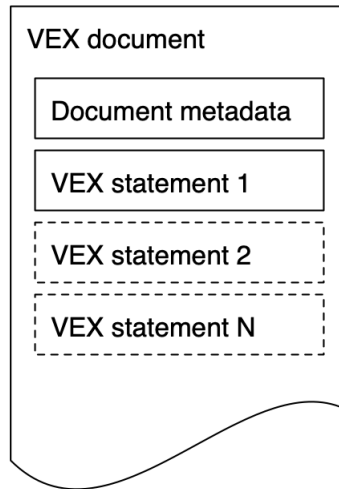 VEX document
Document metadata
VEX statement 1
VEX statement 2
VEX statement N